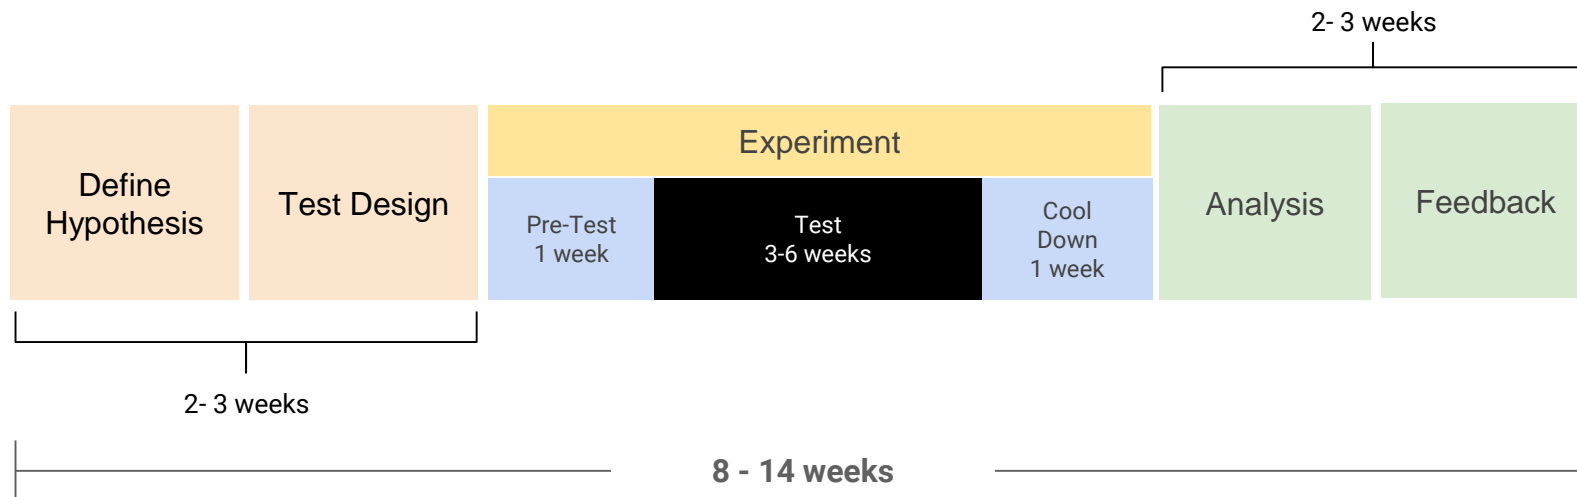 2- 3 weeks
Define
Hypothesis
Test Design
Experiment
Pre-Test
1 week
Test
3-6 weeks
Cool
Down
1 week
Analysis
Feedback
2- 3 weeks
8 - 14 weeks